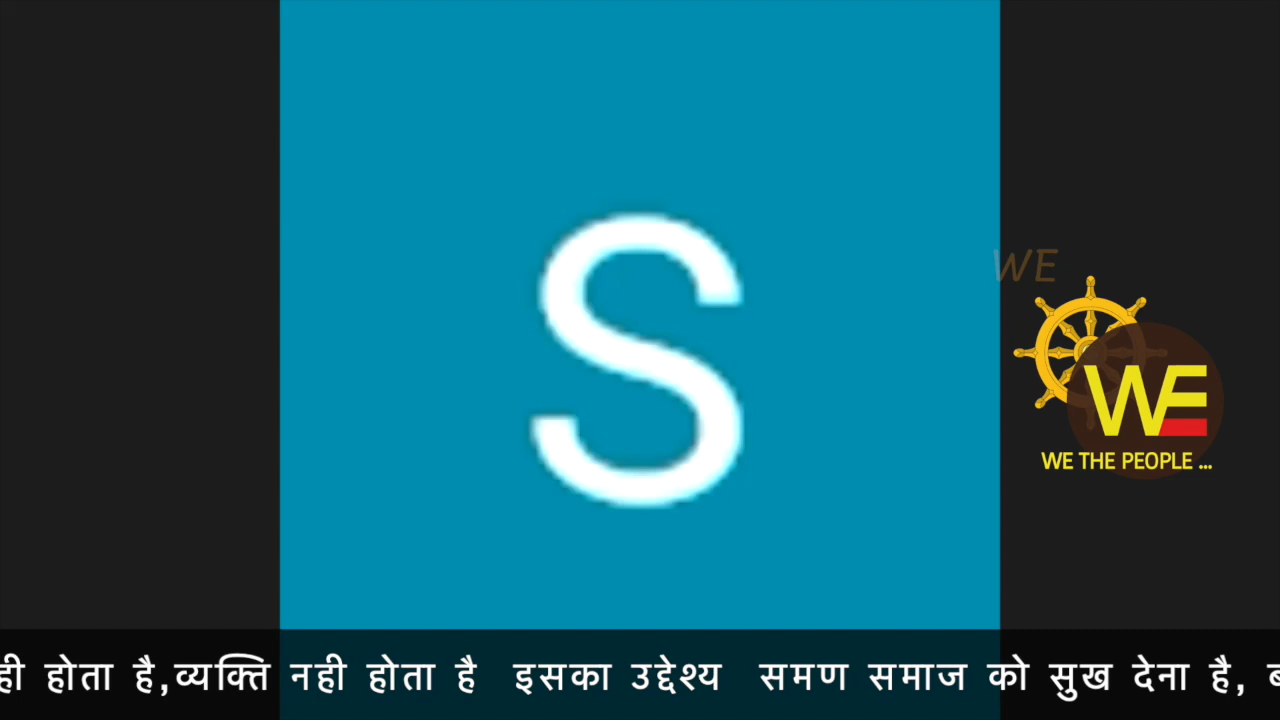 S
WE
WE
WE THE PEOPLE ...
ही होता है,व्यक्ति नही होता है इसका उद्देश्य समण समाज को सुख देना है,